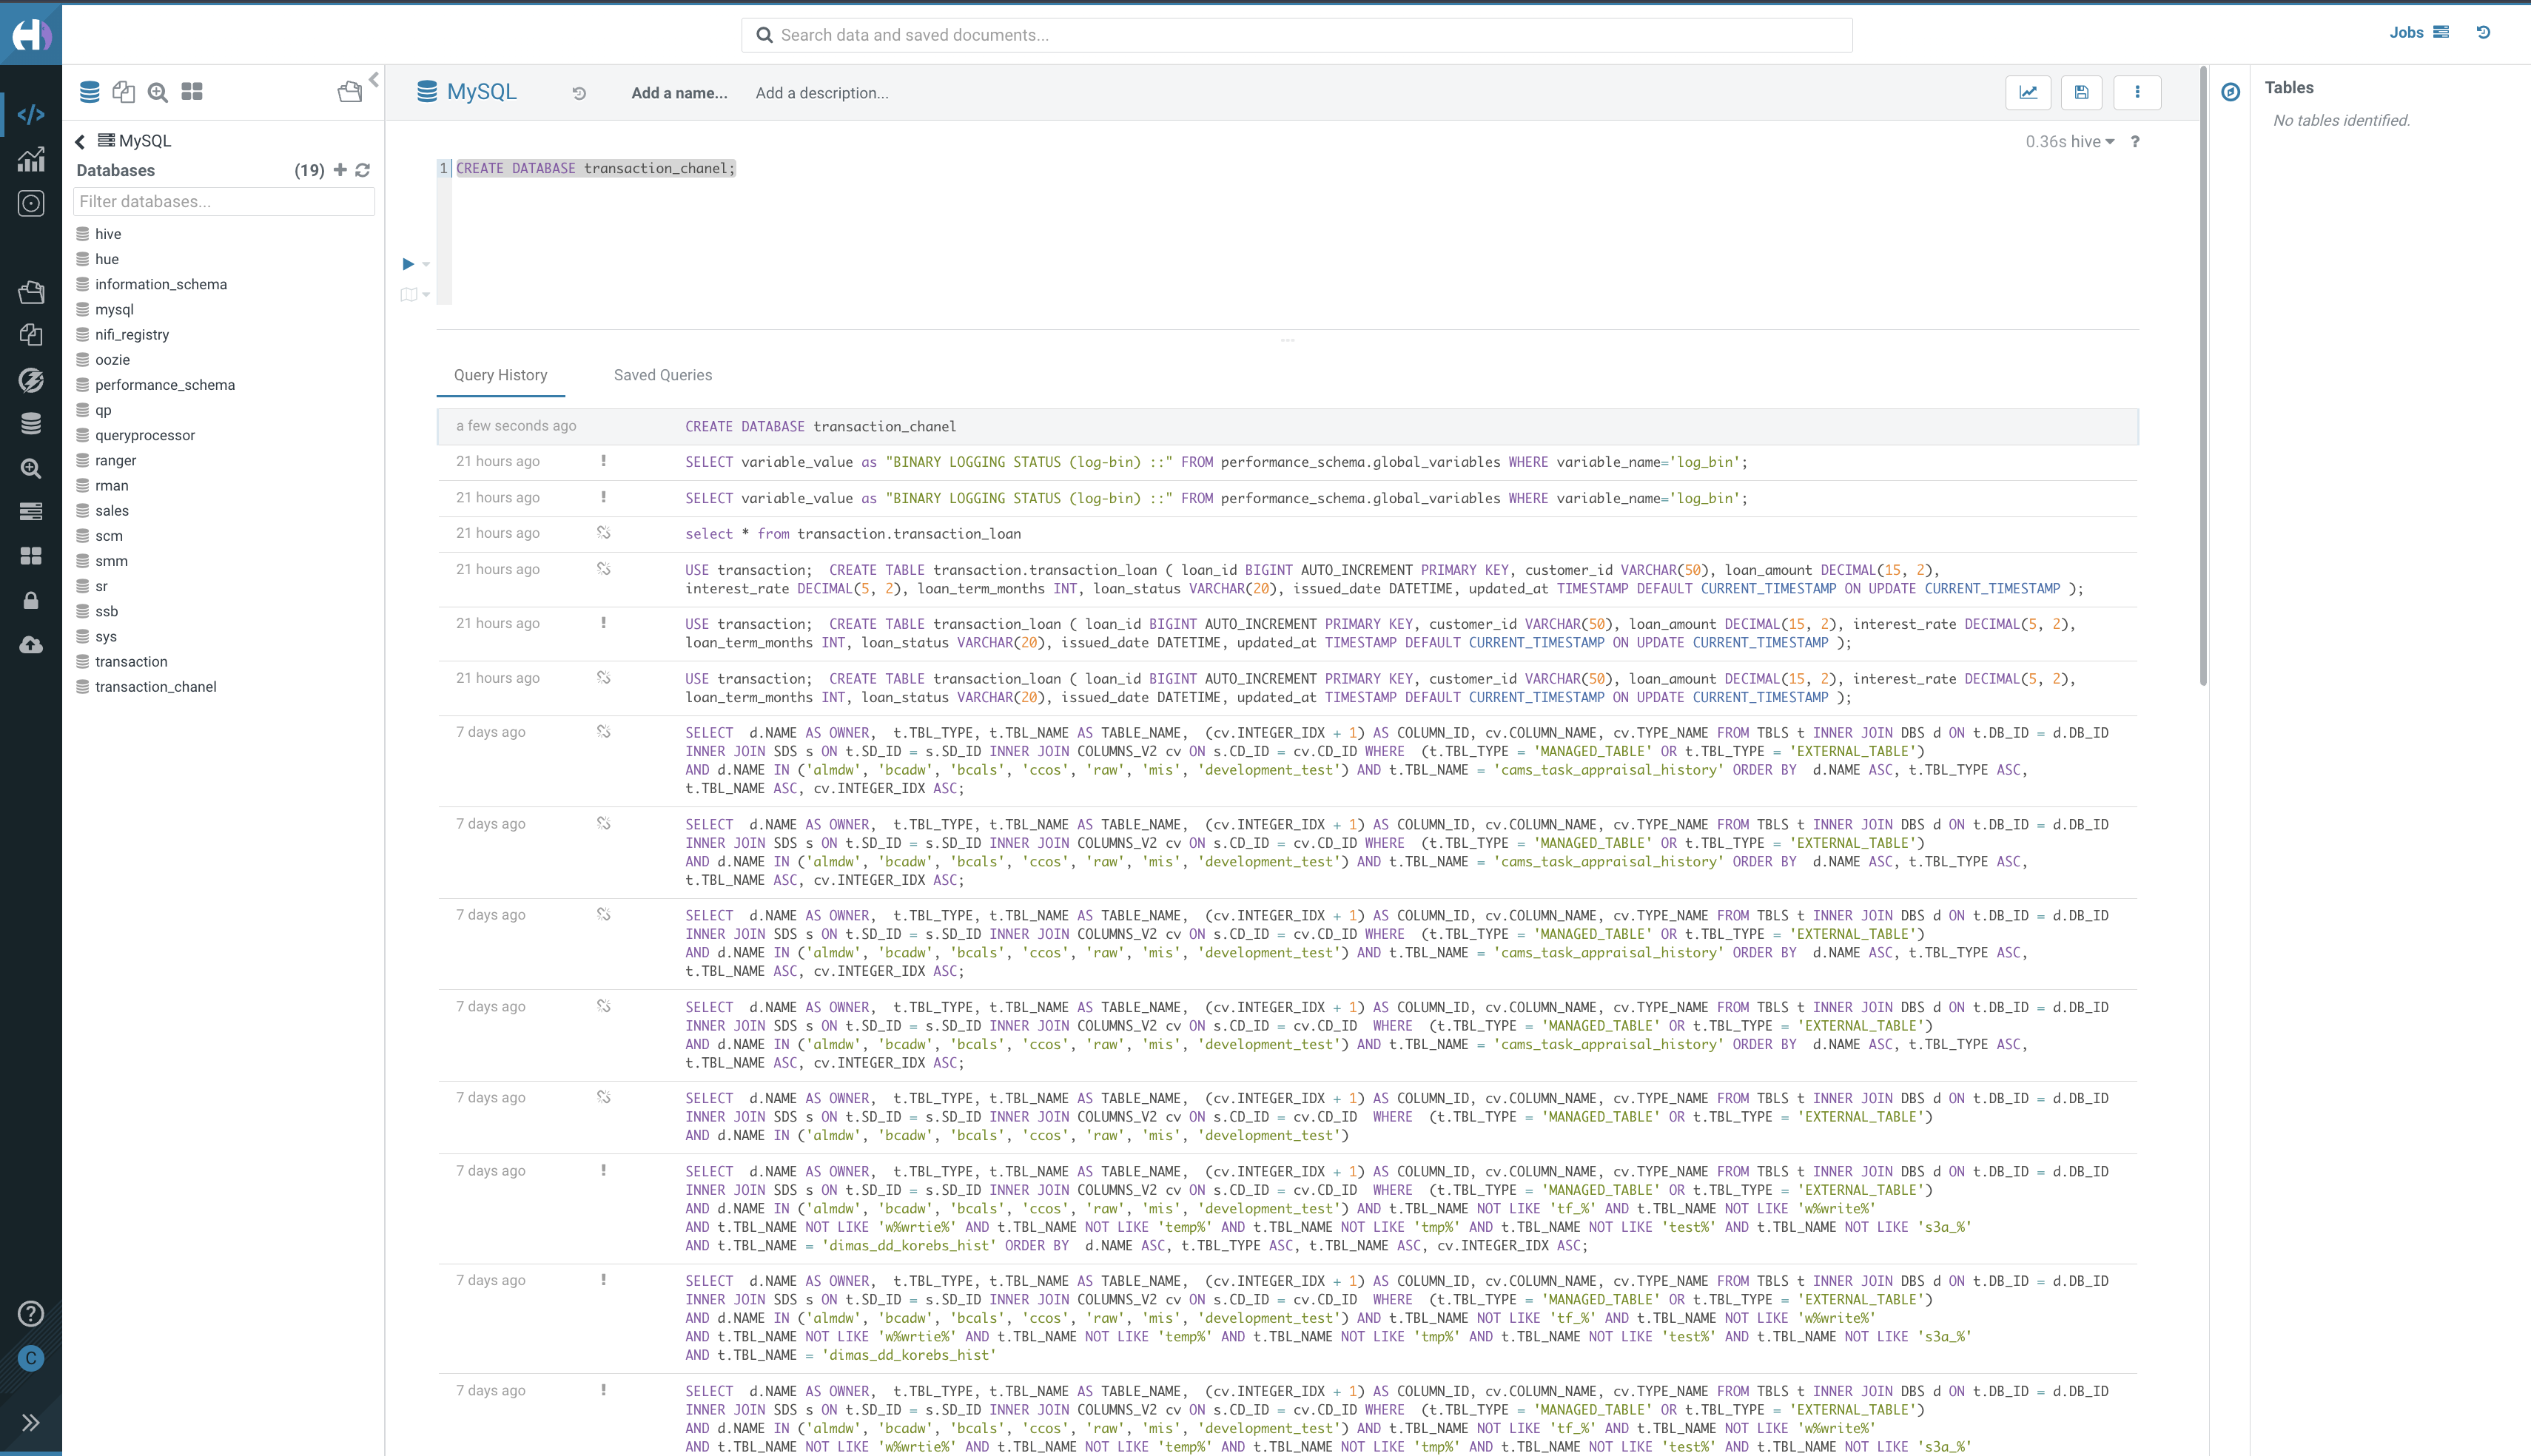 Search data and saved documents...
Jobs
MySQL
Databases (19)
Filter databases...
hive
hue
information_schema
mysql
nifi_registry
oozie
performance_schema
qp
queryprocessor
ranger
rman
sales
scm
smm
sr
ssb
sys
transaction
transaction_chanel
MySQL Add a name... Add a description...
0.36s hive ?
1 CREATE DATABASE transaction_chanel;
Query History Saved Queries
a few seconds ago CREATE DATABASE transaction_chanel
21 hours ago ! SELECT variable_value as "BINARY LOGGING STATUS (log-bin) ::" FROM performance_schema.global_variables WHERE variable_name='log_bin';
21 hours ago ! SELECT variable_value as "BINARY LOGGING STATUS (log-bin) ::" FROM performance_schema.global_variables WHERE variable_name='log_bin';
21 hours ago select * from transaction.transaction_loan
21 hours ago USE transaction; CREATE TABLE transaction.transaction_loan ( loan_id BIGINT AUTO_INCREMENT PRIMARY KEY, customer_id VARCHAR(50), loan_amount DECIMAL(15, 2),
interest_rate DECIMAL(5, 2), loan_term_months INT, loan_status VARCHAR(20), issued_date DATETIME, updated_at TIMESTAMP DEFAULT CURRENT_TIMESTAMP ON UPDATE CURRENT_TIMESTAMP );
21 hours ago ! USE transaction; CREATE TABLE transaction_loan ( loan_id BIGINT AUTO_INCREMENT PRIMARY KEY, customer_id VARCHAR(50), loan_amount DECIMAL(15, 2), interest_rate DECIMAL(5, 2),
loan_term_months INT, loan_status VARCHAR(20), issued_date DATETIME, updated_at TIMESTAMP DEFAULT CURRENT_TIMESTAMP ON UPDATE CURRENT_TIMESTAMP );
21 hours ago USE transaction; CREATE TABLE transaction_loan ( loan_id BIGINT AUTO_INCREMENT PRIMARY KEY, customer_id VARCHAR(50), loan_amount DECIMAL(15, 2), interest_rate DECIMAL(5, 2),
loan_term_months INT, loan_status VARCHAR(20), issued_date DATETIME, updated_at TIMESTAMP DEFAULT CURRENT_TIMESTAMP ON UPDATE CURRENT_TIMESTAMP );
7 days ago SELECT d.NAME AS OWNER, t.TBL_TYPE, t.TBL_NAME AS TABLE_NAME, (cv.INTEGER_IDX + 1) AS COLUMN_ID, cv.COLUMN_NAME, cv.TYPE_NAME FROM TBLS t INNER JOIN DBS d ON t.DB_ID = d.DB_ID
INNER JOIN SDS s ON t.SD_ID = s.SD_ID INNER JOIN COLUMNS_V2 cv ON s.CD_ID = cv.CD_ID WHERE (t.TBL_TYPE = 'MANAGED_TABLE' OR t.TBL_TYPE = 'EXTERNAL_TABLE')
AND d.NAME IN ('almdw', 'bcadw', 'bcals', 'ccos', 'raw', 'mis', 'development_test') AND t.TBL_NAME = 'cams_task_appraisal_history' ORDER BY d.NAME ASC, t.TBL_TYPE ASC,
t.TBL_NAME ASC, cv.INTEGER_IDX ASC;
7 days ago SELECT d.NAME AS OWNER, t.TBL_TYPE, t.TBL_NAME AS TABLE_NAME, (cv.INTEGER_IDX + 1) AS COLUMN_ID, cv.COLUMN_NAME, cv.TYPE_NAME FROM TBLS t INNER JOIN DBS d ON t.DB_ID = d.DB_ID
INNER JOIN SDS s ON t.SD_ID = s.SD_ID INNER JOIN COLUMNS_V2 cv ON s.CD_ID = cv.CD_ID WHERE (t.TBL_TYPE = 'MANAGED_TABLE' OR t.TBL_TYPE = 'EXTERNAL_TABLE')
AND d.NAME IN ('almdw', 'bcadw', 'bcals', 'ccos', 'raw', 'mis', 'development_test') AND t.TBL_NAME = 'cams_task_appraisal_history' ORDER BY d.NAME ASC, t.TBL_TYPE ASC,
t.TBL_NAME ASC, cv.INTEGER_IDX ASC;
7 days ago SELECT d.NAME AS OWNER, t.TBL_TYPE, t.TBL_NAME AS TABLE_NAME, (cv.INTEGER_IDX + 1) AS COLUMN_ID, cv.COLUMN_NAME, cv.TYPE_NAME FROM TBLS t INNER JOIN DBS d ON t.DB_ID = d.DB_ID
INNER JOIN SDS s ON t.SD_ID = s.SD_ID INNER JOIN COLUMNS_V2 cv ON s.CD_ID = cv.CD_ID WHERE (t.TBL_TYPE = 'MANAGED_TABLE' OR t.TBL_TYPE = 'EXTERNAL_TABLE')
AND d.NAME IN ('almdw', 'bcadw', 'bcals', 'ccos', 'raw', 'mis', 'development_test') AND t.TBL_NAME = 'cams_task_appraisal_history' ORDER BY d.NAME ASC, t.TBL_TYPE ASC,
t.TBL_NAME ASC, cv.INTEGER_IDX ASC;
7 days ago SELECT d.NAME AS OWNER, t.TBL_TYPE, t.TBL_NAME AS TABLE_NAME, (cv.INTEGER_IDX + 1) AS COLUMN_ID, cv.COLUMN_NAME, cv.TYPE_NAME FROM TBLS t INNER JOIN DBS d ON t.DB_ID = d.DB_ID
INNER JOIN SDS s ON t.SD_ID = s.SD_ID INNER JOIN COLUMNS_V2 cv ON s.CD_ID = cv.CD_ID WHERE (t.TBL_TYPE = 'MANAGED_TABLE' OR t.TBL_TYPE = 'EXTERNAL_TABLE')
AND d.NAME IN ('almdw', 'bcadw', 'bcals', 'ccos', 'raw', 'mis', 'development_test') AND t.TBL_NAME = 'cams_task_appraisal_history' ORDER BY d.NAME ASC, t.TBL_TYPE ASC,
t.TBL_NAME ASC, cv.INTEGER_IDX ASC;
7 days ago SELECT d.NAME AS OWNER, t.TBL_TYPE, t.TBL_NAME AS TABLE_NAME, (cv.INTEGER_IDX + 1) AS COLUMN_ID, cv.COLUMN_NAME, cv.TYPE_NAME FROM TBLS t INNER JOIN DBS d ON t.DB_ID = d.DB_ID
INNER JOIN SDS s ON t.SD_ID = s.SD_ID INNER JOIN COLUMNS_V2 cv ON s.CD_ID = cv.CD_ID WHERE (t.TBL_TYPE = 'MANAGED_TABLE' OR t.TBL_TYPE = 'EXTERNAL_TABLE')
AND d.NAME IN ('almdw', 'bcadw', 'bcals', 'ccos', 'raw', 'mis', 'development_test')
7 days ago ! SELECT d.NAME AS OWNER, t.TBL_TYPE, t.TBL_NAME AS TABLE_NAME, (cv.INTEGER_IDX + 1) AS COLUMN_ID, cv.COLUMN_NAME, cv.TYPE_NAME FROM TBLS t INNER JOIN DBS d ON t.DB_ID = d.DB_ID
INNER JOIN SDS s ON t.SD_ID = s.SD_ID INNER JOIN COLUMNS_V2 cv ON s.CD_ID = cv.CD_ID WHERE (t.TBL_TYPE = 'MANAGED_TABLE' OR t.TBL_TYPE = 'EXTERNAL_TABLE')
AND d.NAME IN ('almdw', 'bcadw', 'bcals', 'ccos', 'raw', 'mis', 'development_test') AND t.TBL_NAME NOT LIKE 'tf_%' AND t.TBL_NAME NOT LIKE 'w%write%'
AND t.TBL_NAME NOT LIKE 'w%wrtie%' AND t.TBL_NAME NOT LIKE 'temp%' AND t.TBL_NAME NOT LIKE 'tmp%' AND t.TBL_NAME NOT LIKE 'test%' AND t.TBL_NAME NOT LIKE 's3a_%'
AND t.TBL_NAME = 'dimas_dd_korebs_hist' ORDER BY d.NAME ASC, t.TBL_TYPE ASC, t.TBL_NAME ASC, cv.INTEGER_IDX ASC;
7 days ago ! SELECT d.NAME AS OWNER, t.TBL_TYPE, t.TBL_NAME AS TABLE_NAME, (cv.INTEGER_IDX + 1) AS COLUMN_ID, cv.COLUMN_NAME, cv.TYPE_NAME FROM TBLS t INNER JOIN DBS d ON t.DB_ID = d.DB_ID
INNER JOIN SDS s ON t.SD_ID = s.SD_ID INNER JOIN COLUMNS_V2 cv ON s.CD_ID = cv.CD_ID WHERE (t.TBL_TYPE = 'MANAGED_TABLE' OR t.TBL_TYPE = 'EXTERNAL_TABLE')
AND d.NAME IN ('almdw', 'bcadw', 'bcals', 'ccos', 'raw', 'mis', 'development_test') AND t.TBL_NAME NOT LIKE 'tf_%' AND t.TBL_NAME NOT LIKE 'w%write%'
AND t.TBL_NAME NOT LIKE 'w%wrtie%' AND t.TBL_NAME NOT LIKE 'temp%' AND t.TBL_NAME NOT LIKE 'tmp%' AND t.TBL_NAME NOT LIKE 'test%' AND t.TBL_NAME NOT LIKE 's3a_%'
AND t.TBL_NAME = 'dimas_dd_korebs_hist'
7 days ago ! SELECT d.NAME AS OWNER, t.TBL_TYPE, t.TBL_NAME AS TABLE_NAME, (cv.INTEGER_IDX + 1) AS COLUMN_ID, cv.COLUMN_NAME, cv.TYPE_NAME FROM TBLS t INNER JOIN DBS d ON t.DB_ID = d.DB_ID
INNER JOIN SDS s ON t.SD_ID = s.SD_ID INNER JOIN COLUMNS_V2 cv ON s.CD_ID = cv.CD_ID WHERE (t.TBL_TYPE = 'MANAGED_TABLE' OR t.TBL_TYPE = 'EXTERNAL_TABLE')
AND d.NAME IN ('almdw', 'bcadw', 'bcals', 'ccos', 'raw', 'mis', 'development_test') AND t.TBL_NAME NOT LIKE 'tf_%' AND t.TBL_NAME NOT LIKE 'w%write%'
AND t.TBL_NAME NOT LIKE 'w%wrtie%' AND t.TBL_NAME NOT LIKE 'temp%' AND t.TBL_NAME NOT LIKE 'tmp%' AND t.TBL_NAME NOT LIKE 'test%' AND t.TBL_NAME NOT LIKE 's3a_%'
Tables
No tables identified.
C